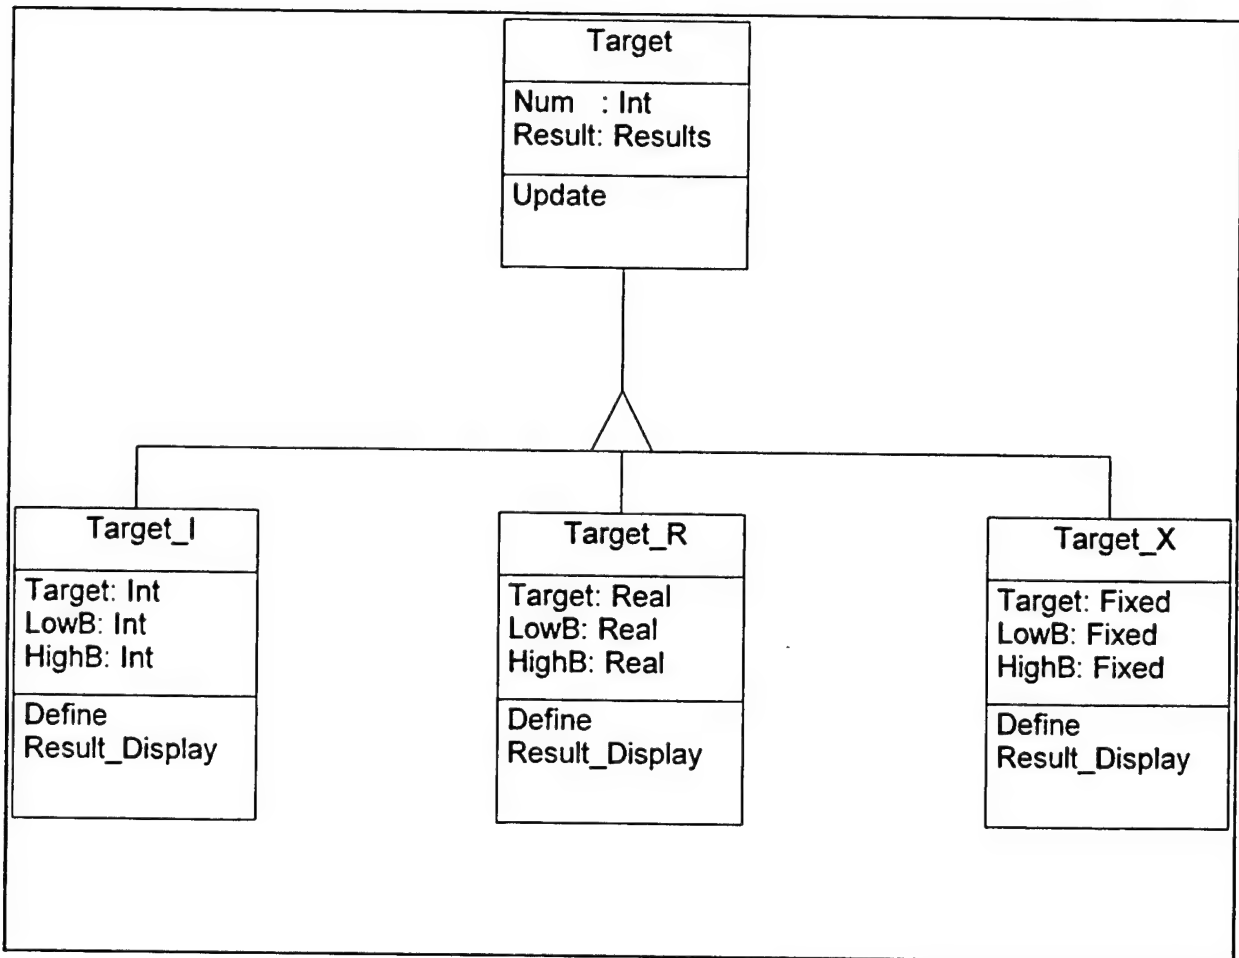 Target
Num : Int
Result: Results
Update
Target_I
Target: Int
LowB: Int
HighB: Int
Define
Result_Display
Target_R
Target: Real
LowB: Real
HighB: Real
Define
Result_Display
Target_X
Target: Fixed
LowB: Fixed
HighB: Fixed
Define
Result_Display